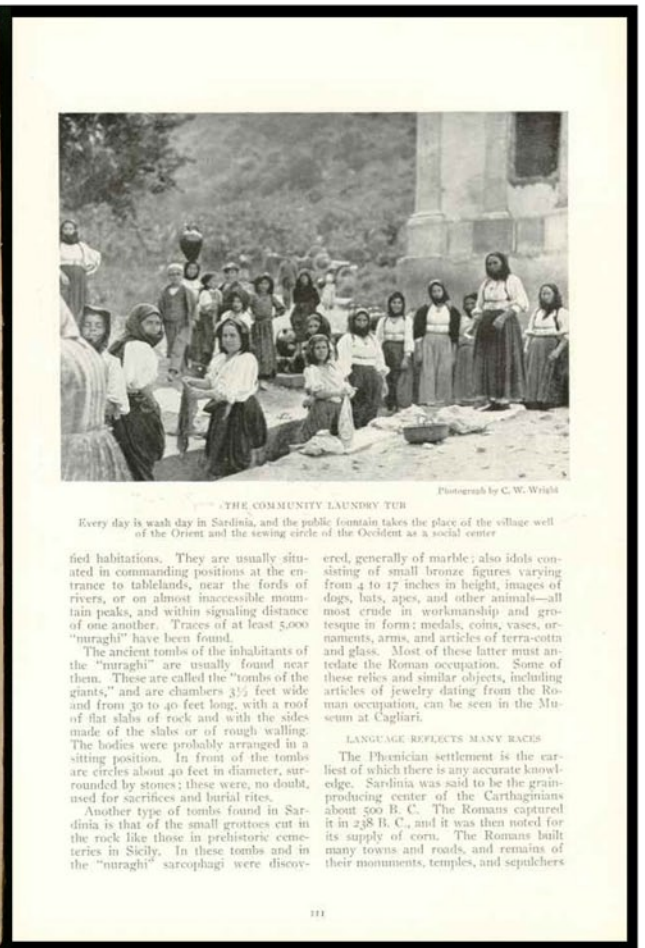 Photograph by C. W. Wright
THE COMMUNITY LAUNDRY TUB
Every day is wash day in Sardinia, and the public fountain takes the place of the village well
of the Orient and the sewing circle of the Occident as a social center
fied habitations. They are usually situ-
ated in commanding positions at the en-
trance to tablelands, near the fords of
rivers, or on almost inaccessible moun-
tain peaks, and within signaling distance
of one another. Traces of at least 5,000
"nuraghi" have been found.
The ancient tombs of the inhabitants of
the "nuraghi" are usually found near
them. These are called the "tombs of the
giants," and are chambers 3½ feet wide
and from 30 to 40 feet long, with a roof
of flat slabs of rock and with the sides
made of the slabs or of rough walling.
The bodies were probably arranged in a
sitting position. In front of the tombs
are circles about 40 feet in diameter, sur-
rounded by stones; these were, no doubt,
used for sacrifices and burial rites.
Another type of tombs found in Sar-
dinia is that of the small grottoes cut in
the rock like those in prehistoric ceme-
teries in Sicily. In these tombs and in
the "nuraghi" sarcophagi were discov-
ered, generally of marble; also idols con-
sisting of small bronze figures varying
from 4 to 17 inches in height, images of
dogs, bats, apes, and other animals—all
most crude in workmanship and gro-
tesque in form; medals, coins, vases, or-
naments, arms, and articles of terra-cotta
and glass. Most of these latter must an-
tedate the Roman occupation. Some of
these relics and similar objects, including
articles of jewelry dating from the Ro-
man occupation, can be seen in the Mu-
seum at Cagliari.
LANGUAGE REFLECTS MANY RACES
The Phœnician settlement is the ear-
liest of which there is any accurate knowl-
edge. Sardinia was said to be the grain-
producing center of the Carthaginians
about 500 B. C. The Romans captured
it in 238 B. C., and it was then noted for
its supply of corn. The Romans built
many towns and roads, and remains of
their monuments, temples, and sepulchers
111